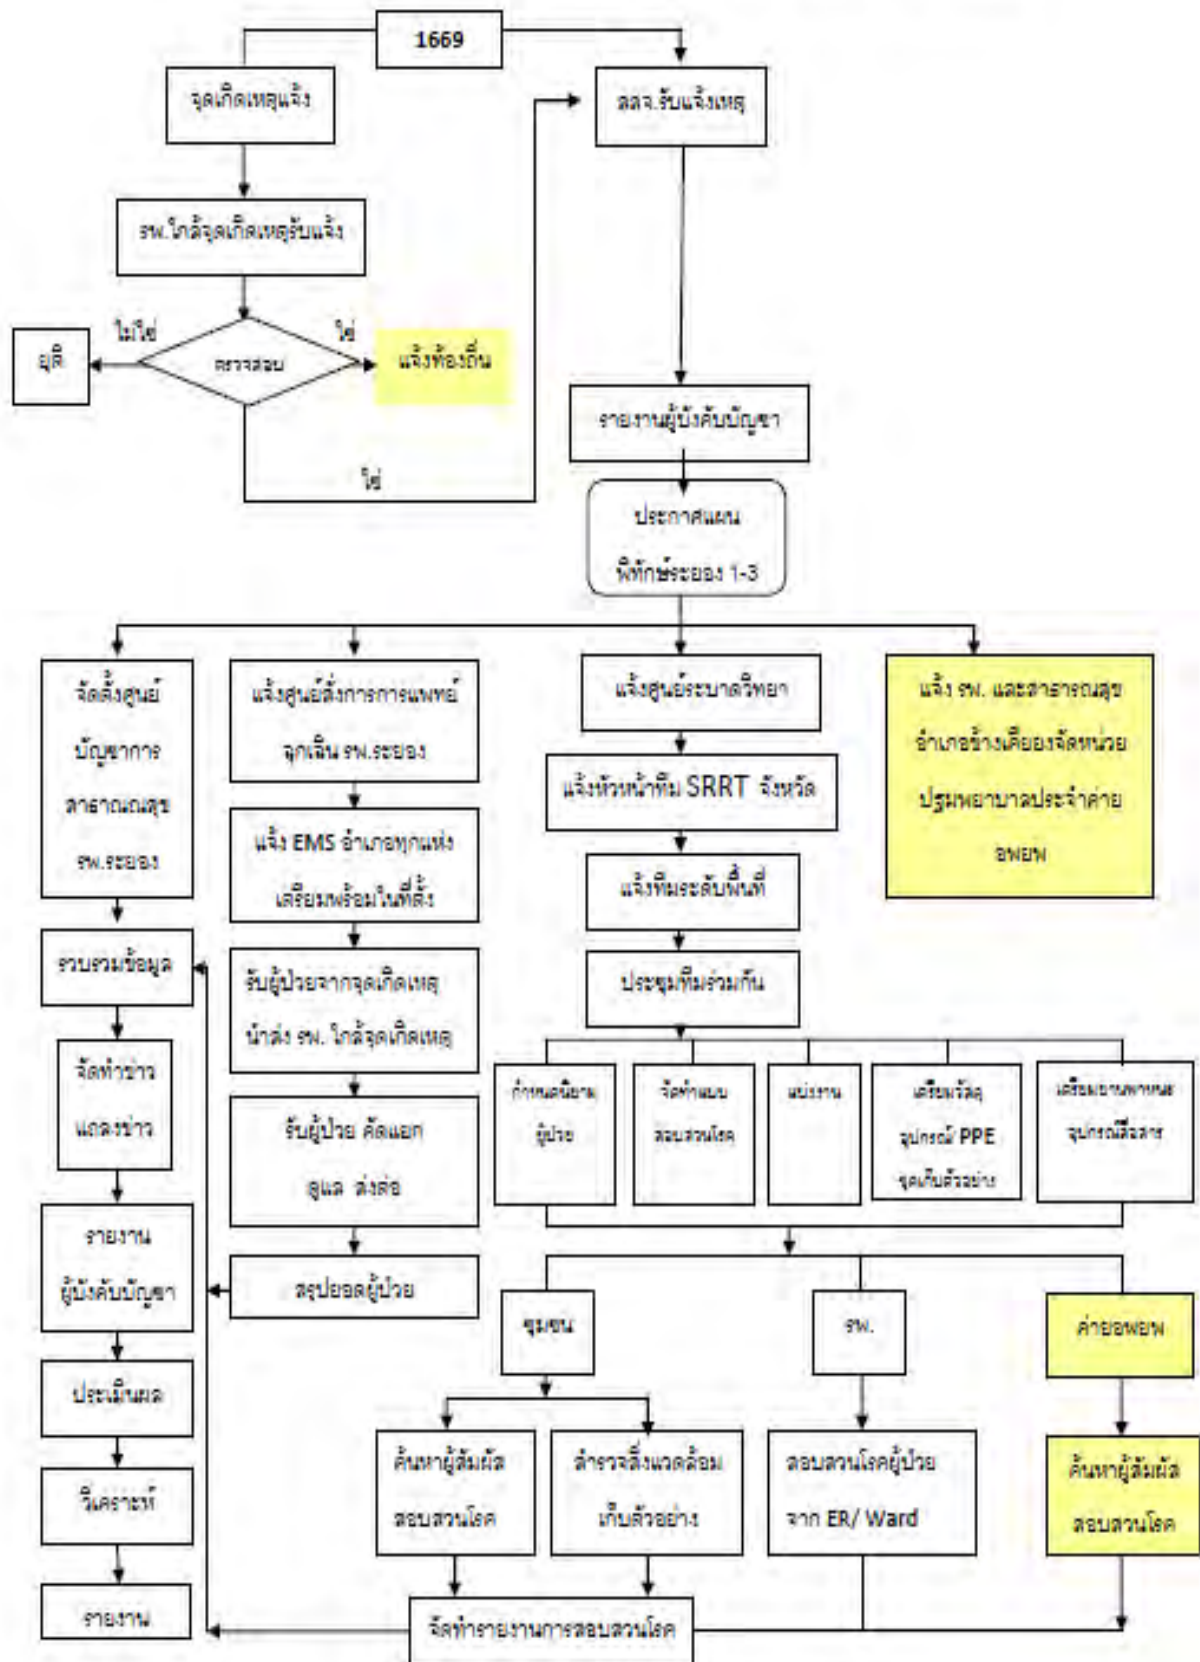 1669
จุดเกิดเหตุแจ้ง
สสจ.รับแจ้งเหตุ
รพ.ใกล้จุดเกิดเหตุรับแจ้ง
ไม่ใช่
ใช่
ยุติ
ตรวจสอบ
แจ้งท้องถิ่น
รายงานผู้บังคับบัญชา
ใช่
ประกาศแผน
พิทักษ์ระยอง 1-3
จัดตั้งศูนย์
บัญชาการ
สาธาณณสุข
รพ.ระยอง
แจ้งศูนย์สั่งการการแพทย์
ฉุกเฉิน รพ.ระยอง
แจ้งศูนย์ระบาดวิทยา
แจ้ง รพ. และสาธารณสุข
อำเภอข้างเคียงจัดหน่วย
ปฐมพยาบาลประจำค่าย
อพยพ
แจ้งหัวหน้าทีม SRRT จังหวัด
แจ้ง EMS อำเภอทุกแห่ง
เตรียมพร้อมในที่ตั้ง
แจ้งทีมระดับพื้นที่
รวบรวมข้อมูล
รับผู้ป่วยจากจุดเกิดเหตุ
นำส่ง รพ. ใกล้จุดเกิดเหตุ
ประชุมทีมร่วมกัน
จัดทำข่าว
แถลงข่าว
กำหนดนิยาม
ผู้ป่วย
จัดทำแบบ
สอบสวนโรค
แบ่งงาน
เตรียมวัสดุ
อุปกรณ์/PPE
ชุดเก็บตัวอย่าง
เตรียมยานพาหนะ
อุปกรณ์สื่อสาร
รับผู้ป่วย คัดแยก
ดูแล ส่งต่อ
รายงาน
ผู้บังคับบัญชา
สรุปยอดผู้ป่วย
ชุมชน
รพ.
ค่ายอพยพ
ประเมินผล
ค้นหาผู้สัมผัส
สอบสวนโรค
สำรวจสิ่งแวดล้อม
เก็บตัวอย่าง
สอบสวนโรคผู้ป่วย
จาก ER/ Ward
ค้นหาผู้สัมผัส
สอบสวนโรค
วิเคราะห์
รายงาน
จัดทำรายงานการสอบสวนโรค